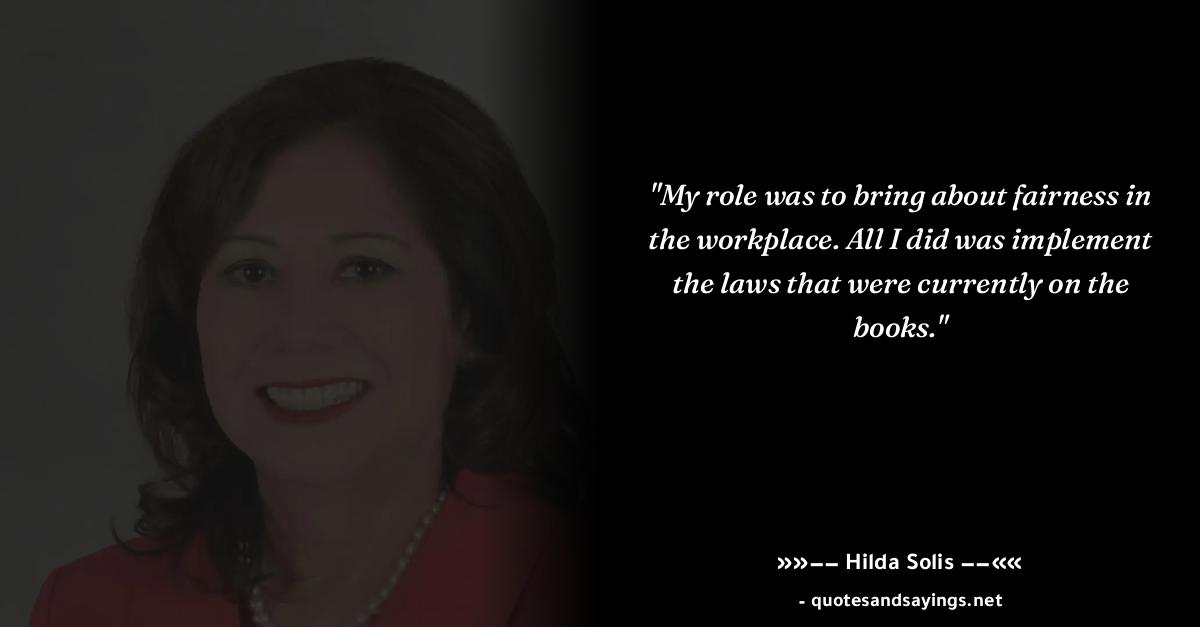 "My role was to bring about fairness in
the workplace. All I did was implement
the laws that were currently on the
books."
»»−− Hilda Solis −−««
- quotesandsayings.net